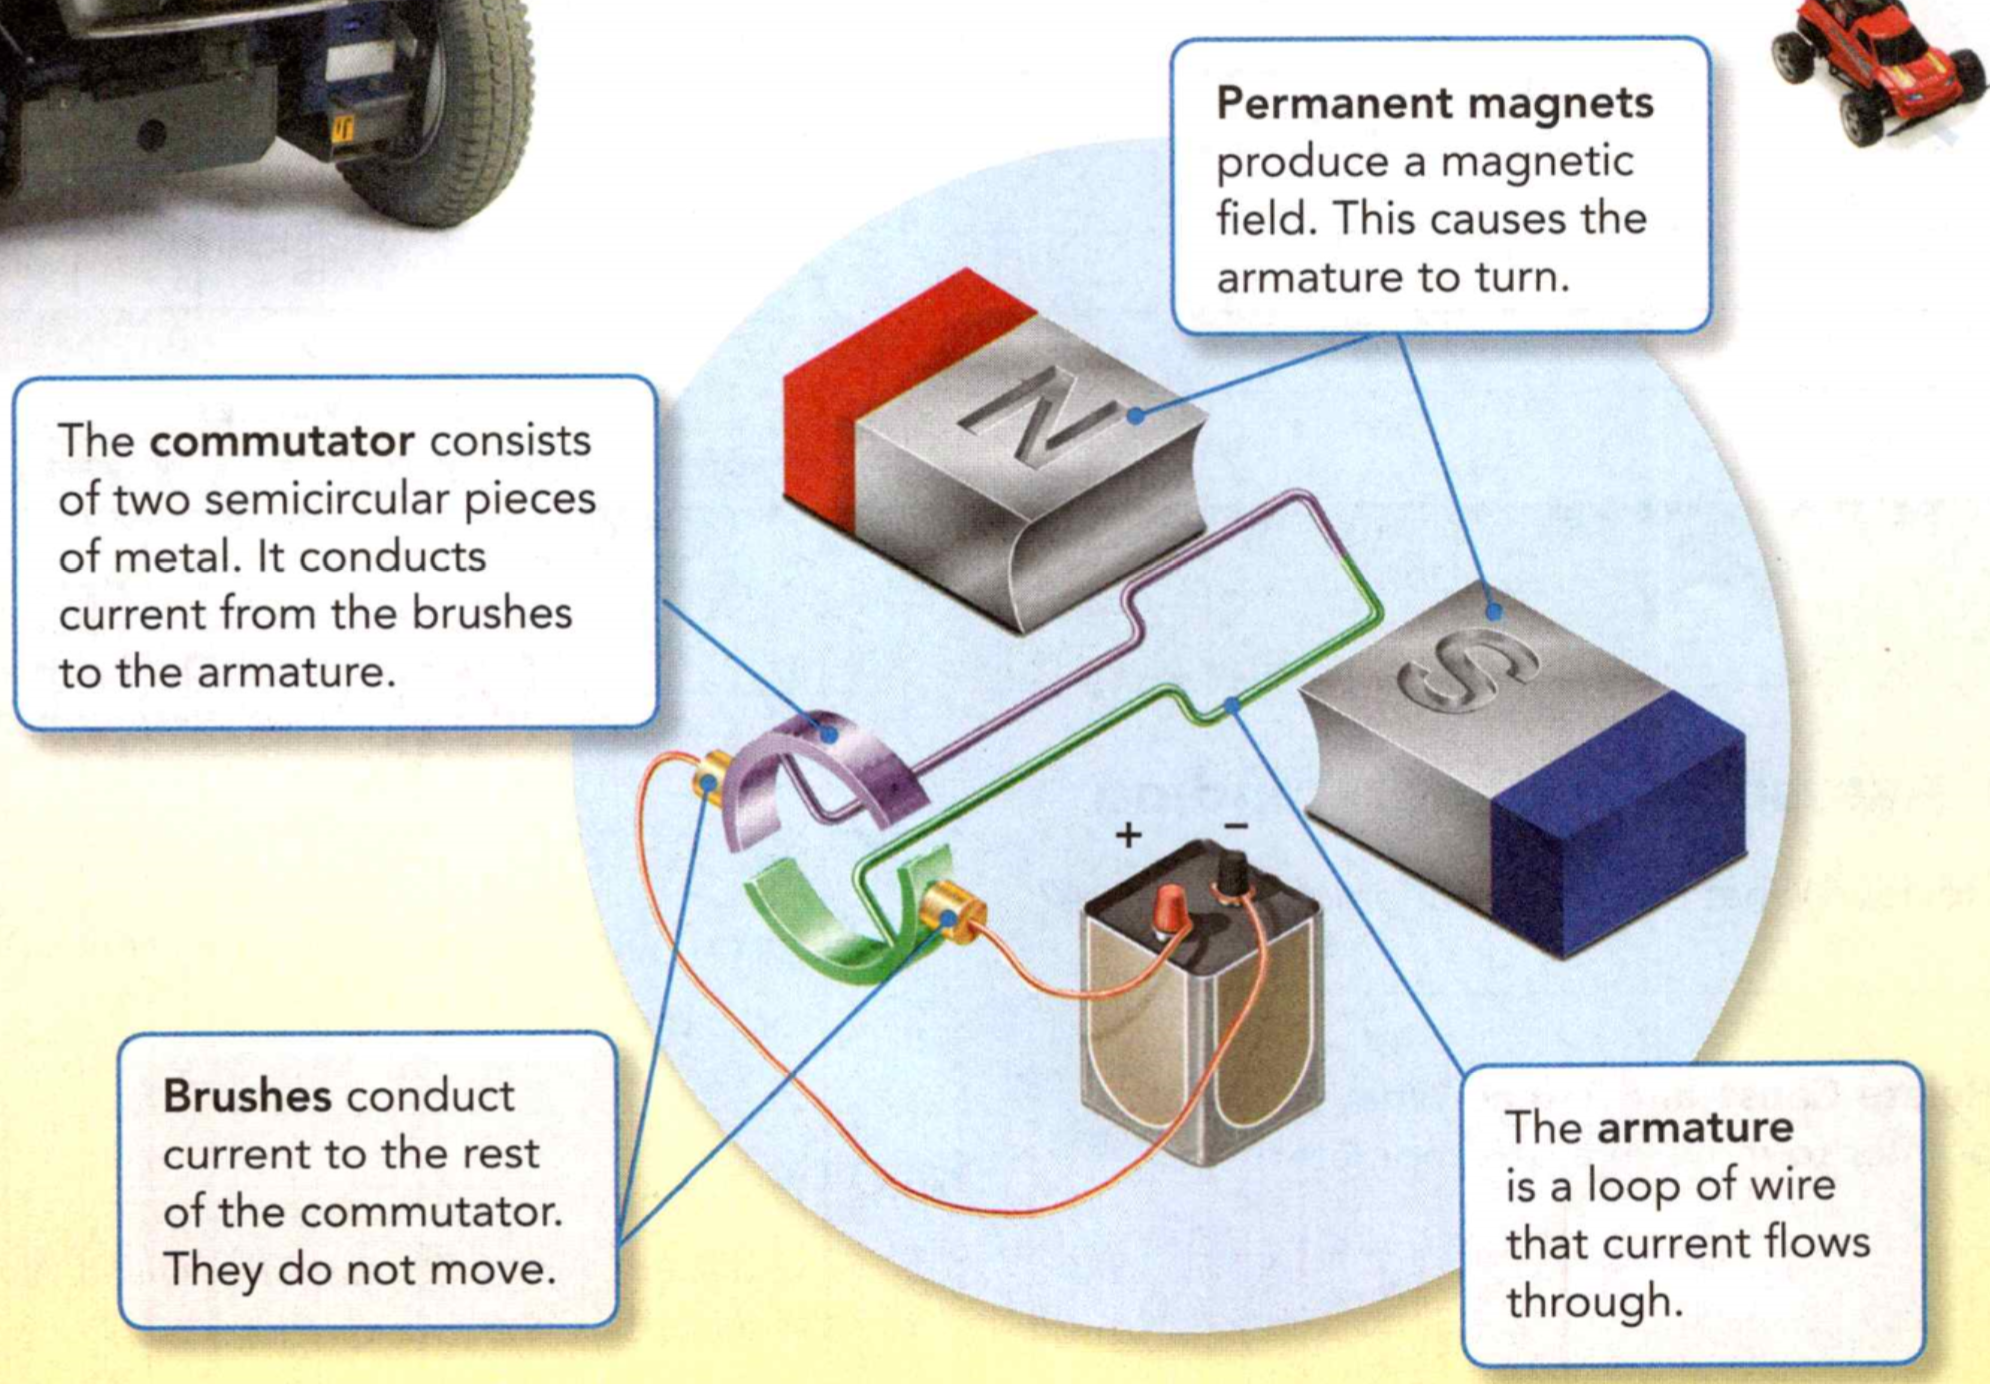 Permanent magnets
produce a magnetic
field. This causes the
armature to turn.
The commutator consists
of two semicircular pieces
of metal. It conducts
current from the brushes
to the armature.
N
S
+ −
Brushes conduct
current to the rest
of the commutator.
They do not move.
The armature
is a loop of wire
that current flows
through.